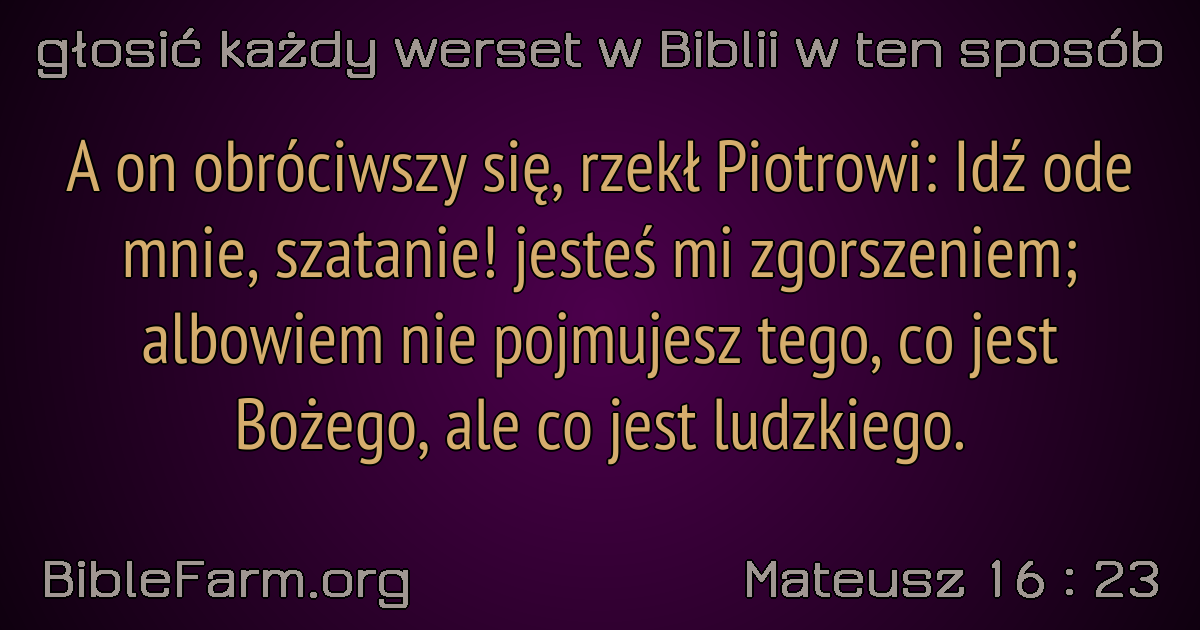 głosić każdy werset w Biblii w ten sposób
A on obróciwszy się, rzekł Piotrowi: Idź ode
mnie, szatanie! jesteś mi zgorszeniem;
albowiem nie pojmujesz tego, co jest
Bożego, ale co jest ludzkiego.
BibleFarm.org
Mateusz 16 : 23